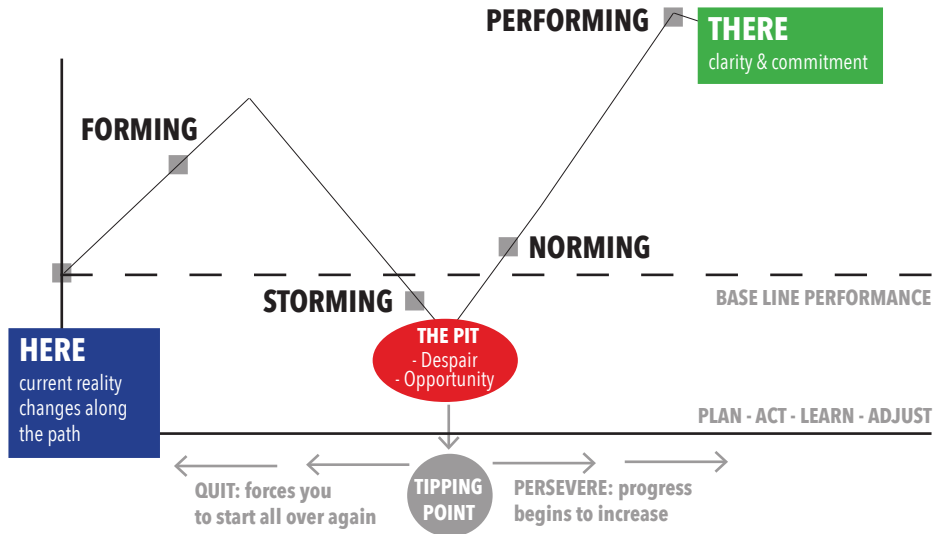 PERFORMING
THERE
clarity & commitment
FORMING
NORMING
STORMING
BASE LINE PERFORMANCE
THE PIT
- Despair
- Opportunity
HERE
current reality
changes along
the path
PLAN - ACT - LEARN - ADJUST
QUIT: forces you
to start all over again
TIPPING
POINT
PERSEVERE: progress
begins to increase